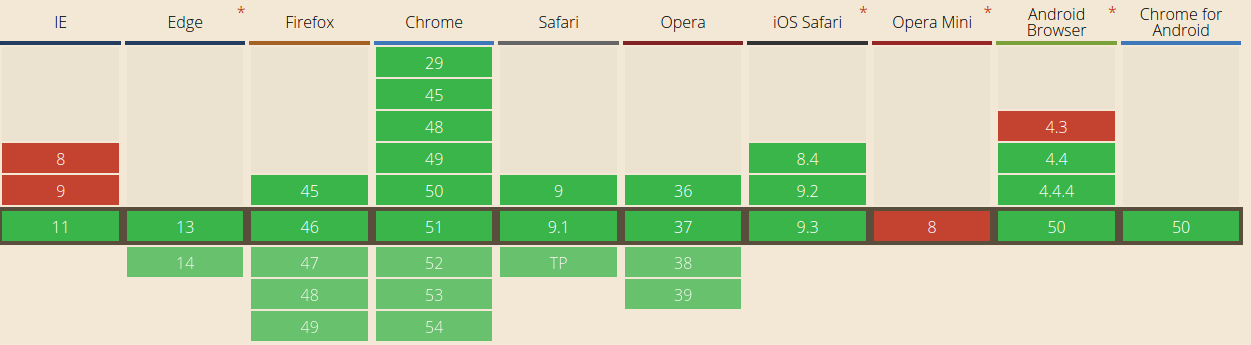 IE Edge * Firefox Chrome Safari Opera iOS Safari * Opera Mini * Android Browser * Chrome for Android
29
45
48 4.3
8 49 8.4 4.4
9 45 50 9 36 9.2 4.4.4
11 13 46 51 9.1 37 9.3 8 50 50
14 47 52 TP 38
48 53 39
49 54